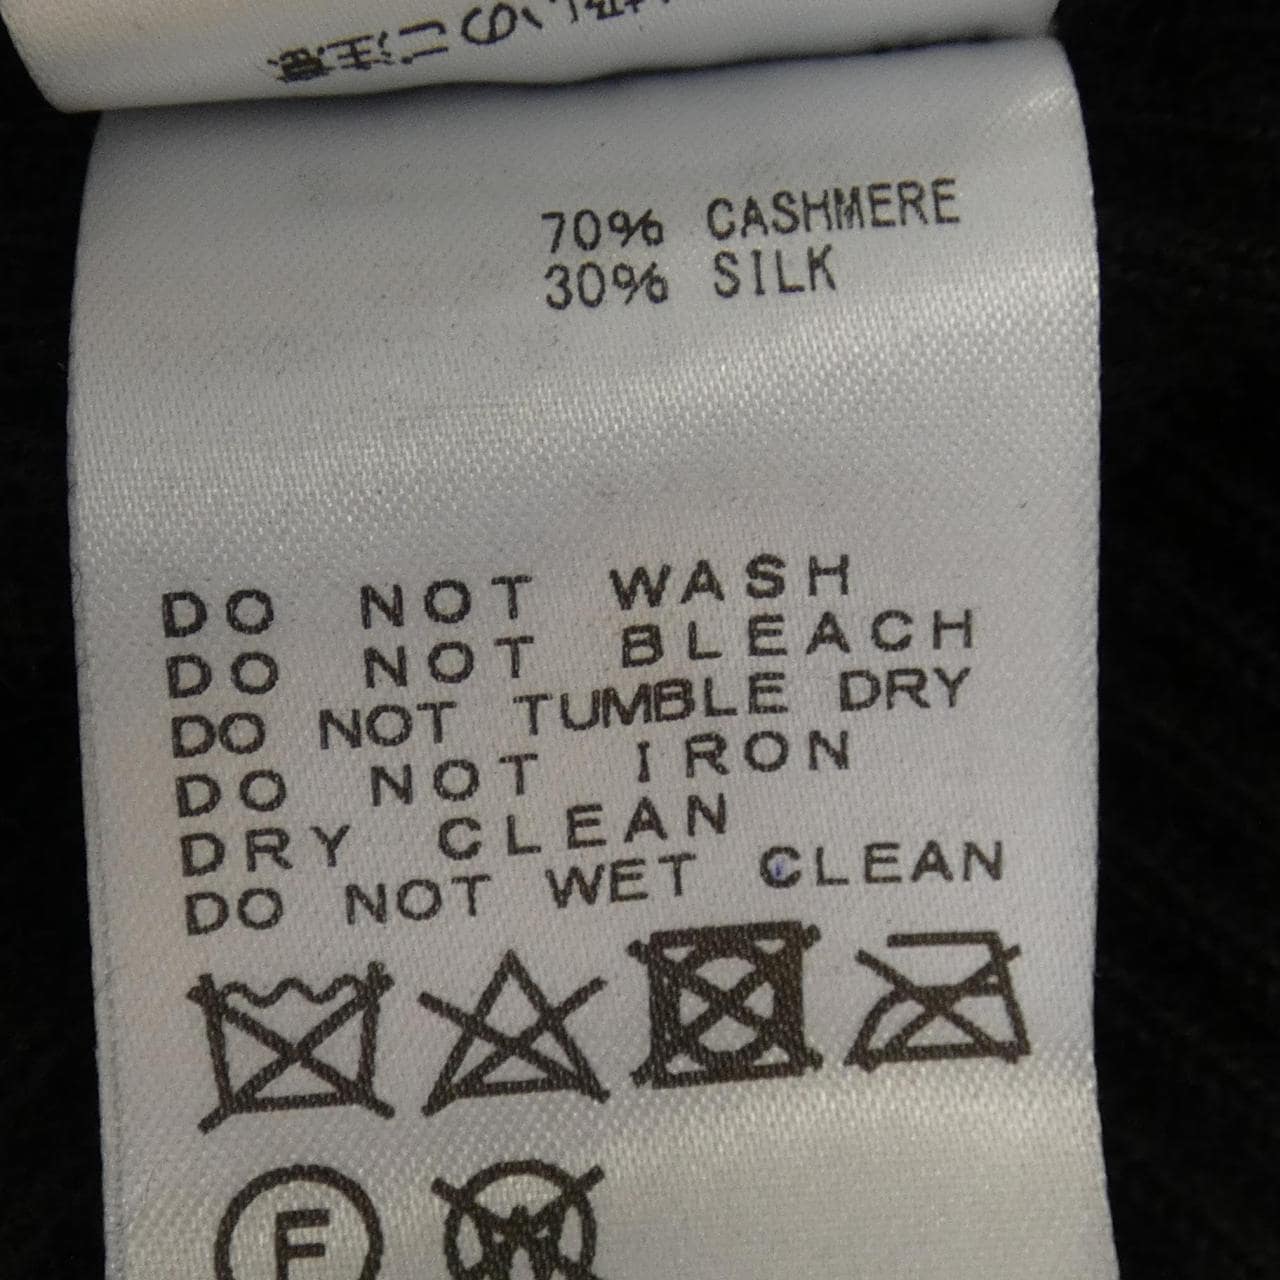 70% CASHMERE
30% SILK
DO NOT WASH
DO NOT BLEACH
DO NOT TUMBLE DRY
DO NOT IRON
DRY CLEAN
DO NOT WET CLEAN
F